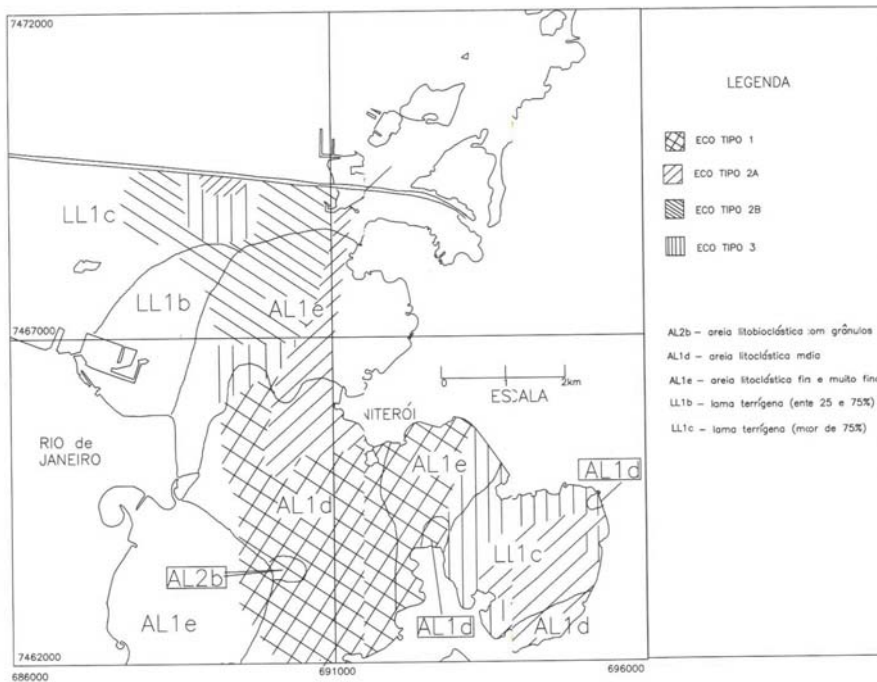 7472000
LEGENDA
ECO TIPO 1
ECO TIPO 2A
ECO TIPO 2B
ECO TIPO 3
LL1c
LL1b
AL1e
7467000
AL2b - areia litobioclástica :om grânulos
AL1d - areia litoclástica mdia
AL1e - areia litoclástica fin e muito fina
LL1b - lama terrígena (ente 25 e 75%)
LL1c - lama terrígena (mior de 75%)
0
2km
ESCALA
NITERÓI
RIO de
JANEIRO
AL1e
AL1d
AL1d
LL1c
AL2b
AL1e
AL1d
AL1d
7462000
686000
691000
696000